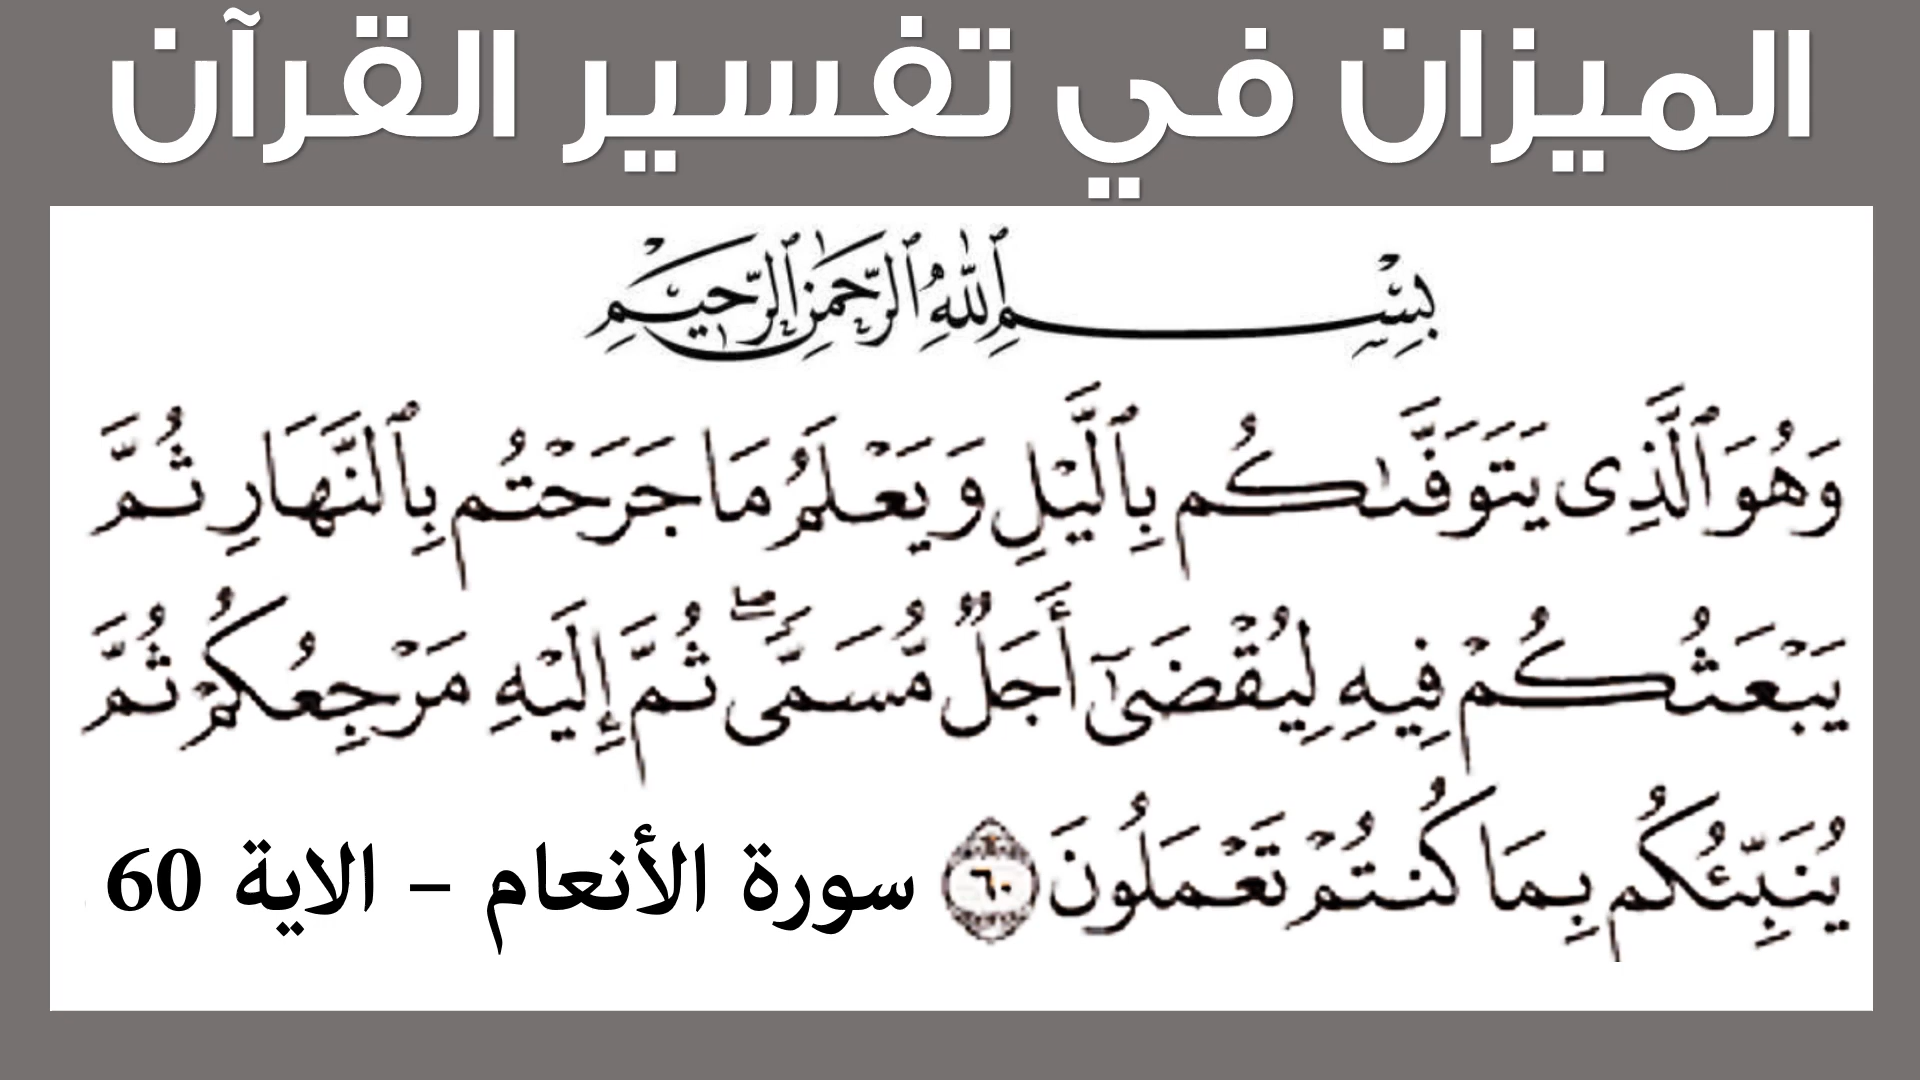 الميزان في تفسير القرآن
بِسْمِ ٱللَّهِ ٱلرَّحْمَٰنِ ٱلرَّحِيمِ
وَهُوَ ٱلَّذِى يَتَوَفَّىٰكُم بِٱلَّيْلِ وَيَعْلَمُ مَا جَرَحْتُم بِٱلنَّهَارِ ثُمَّ
يَبْعَثُكُمْ فِيهِ لِيُقْضَىٰٓ أَجَلٌ مُّسَمًّى ۖ ثُمَّ إِلَيْهِ مَرْجِعُكُمْ ثُمَّ
يُنَبِّئُكُم بِمَا كُنتُمْ تَعْمَلُونَ ٦٠ سورة الأنعام – الاية 60